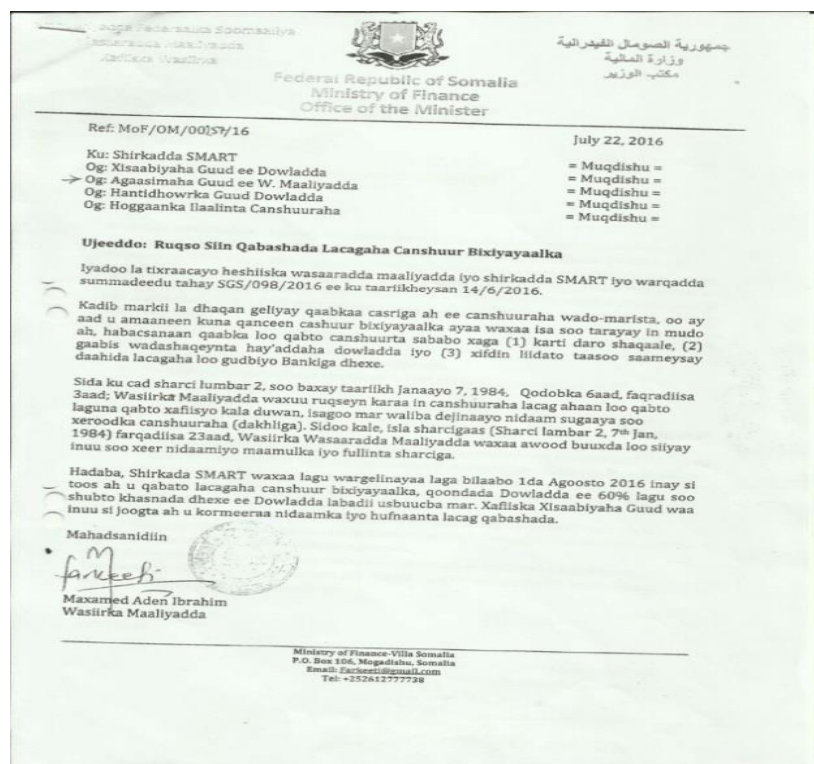 Federaalka Soomaaliya
جمهورية الصومال الفيدرالية
وزارة المالية
مكتب الوزير
Federal Republic of Somalia
Ministry of Finance
Office of the Minister
Ref: MoF/OM/00157/16
July 22, 2016
Ku: Shirkadda SMART = Muqdishu =
Og: Xisaabiyaha Guud ee Dowladda = Muqdishu =
Og: Agaasimaha Guud ee W. Maaliyadda = Muqdishu =
Og: Hantidhowrka Guud Dowladda = Muqdishu =
Og: Hoggaanka Ilaalinta Canshuuraha = Muqdishu =
Ujeeddo: Ruqso Siin Qabashada Lacagaha Canshuur Bixiyayaalka
Iyadoo la tixraacayo heshiiska wasaaradda maaliyadda iyo shirkadda SMART iyo warqadda
summadeedu tahay SGS/098/2016 ee ku taariikheysan 14/6/2016.
Kadib markii la dhaqan geliyay qaabkaa casriga ah ee canshuuraha wado-marista, oo ay
aad u amaaneen kuna qanceen cashuur bixiyayaalka ayaa waxaa isa soo tarayay in mudo
ah, habacsanaan qaabka loo qabto canshuurta sababo xaga (1) karti daro shaqaale, (2)
gaabis wadashaqeynta hay'addaha dowladda iyo (3) xifdin liidato taasoo saameysay
daahida lacagaha loo gudbiyo Bankiga dhexe.
Sida ku cad sharci lumbar 2, soo baxay taariikh Janaayo 7, 1984, Qodobka 6aad, faqradiisa
3aad; Wasiirka Maaliyadda waxuu ruqseyn karaa in canshuuraha lacag ahaan loo qabto
laguna qabto xafiisyo kala duwan, isagoo mar waliba dejinaayo nidaam sugaaya soo
xeroodka canshuuraha (dakhliga). Sidoo kale, isla sharcigaas (Sharci lambar 2, 7th Jan,
1984) farqadiisa 23aad, Wasiirka Wasaaradda Maaliyadda waxaa awood buuxda loo siiyay
inuu soo xeer nidaamiyo maamulka iyo fullinta sharciga.
Hadaba, Shirkada SMART waxaa lagu wargelinayaa laga bilaabo 1da Agoosto 2016 inay si
toos ah u qabato lacagaha canshuur bixiyayaalka, qoondada Dowladda ee 60% lagu soo
shubto khasnada dhexe ee Dowladda labadii usbuucba mar. Xafiiska Xisaabiyaha Guud waa
inuu si joogta ah u kormeeraa nidaamka iyo hufnaanta lacag qabashada.
Mahadsanidiin
Maxamed Aden Ibrahim
Wasiirka Maaliyadda
Ministry of Finance-Villa Somalia
P.O. Box 106, Mogadishu, Somalia
Email: Farkeeti@gmail.com
Tel: +252612777738